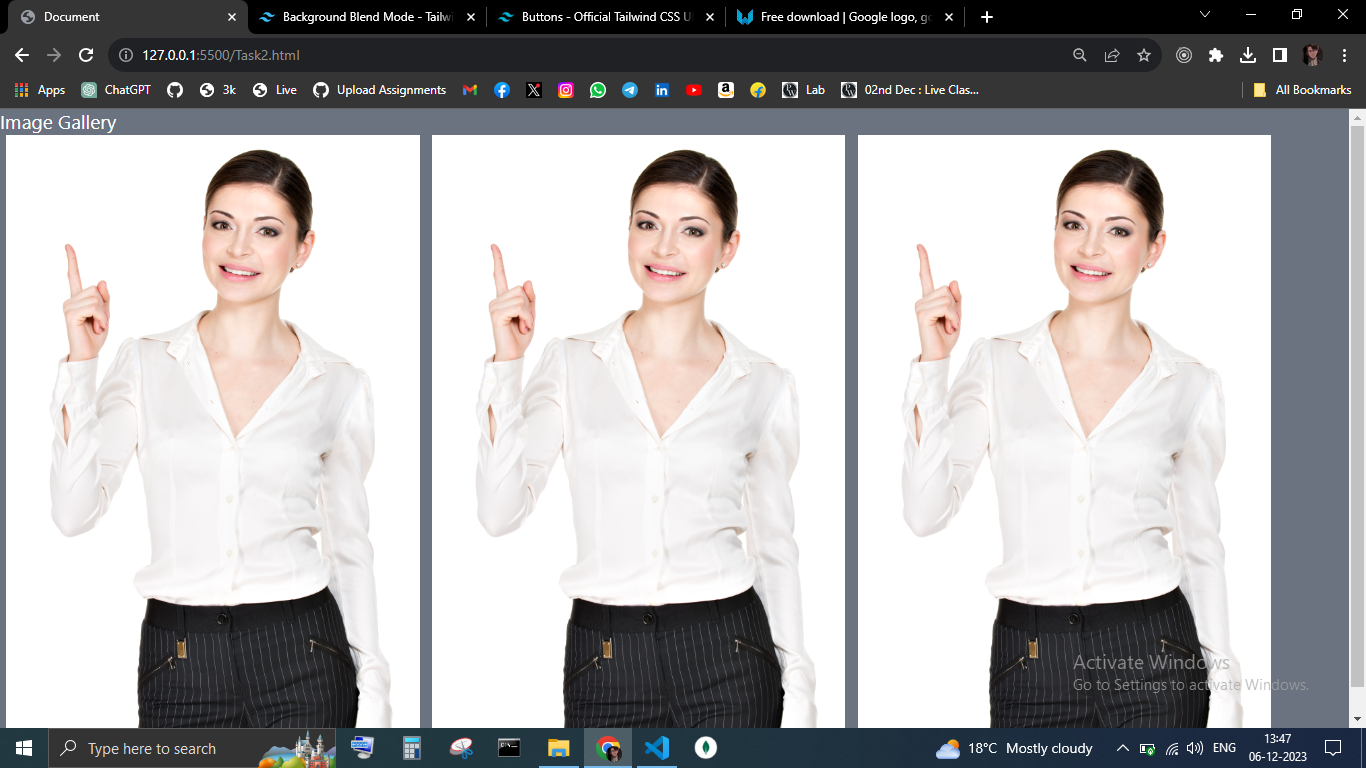 Document
Background Blend Mode - Tailwi
Buttons - Official Tailwind CSS U
Free download | Google logo, go
127.0.0.1:5500/Task2.html
Apps
ChatGPT
3k
Live
Upload Assignments
Lab
02nd Dec : Live Clas...
All Bookmarks
Image Gallery
Activate Windows
Go to Settings to activate Windows.
Type here to search
18°C Mostly cloudy
ENG
13:47
06-12-2023